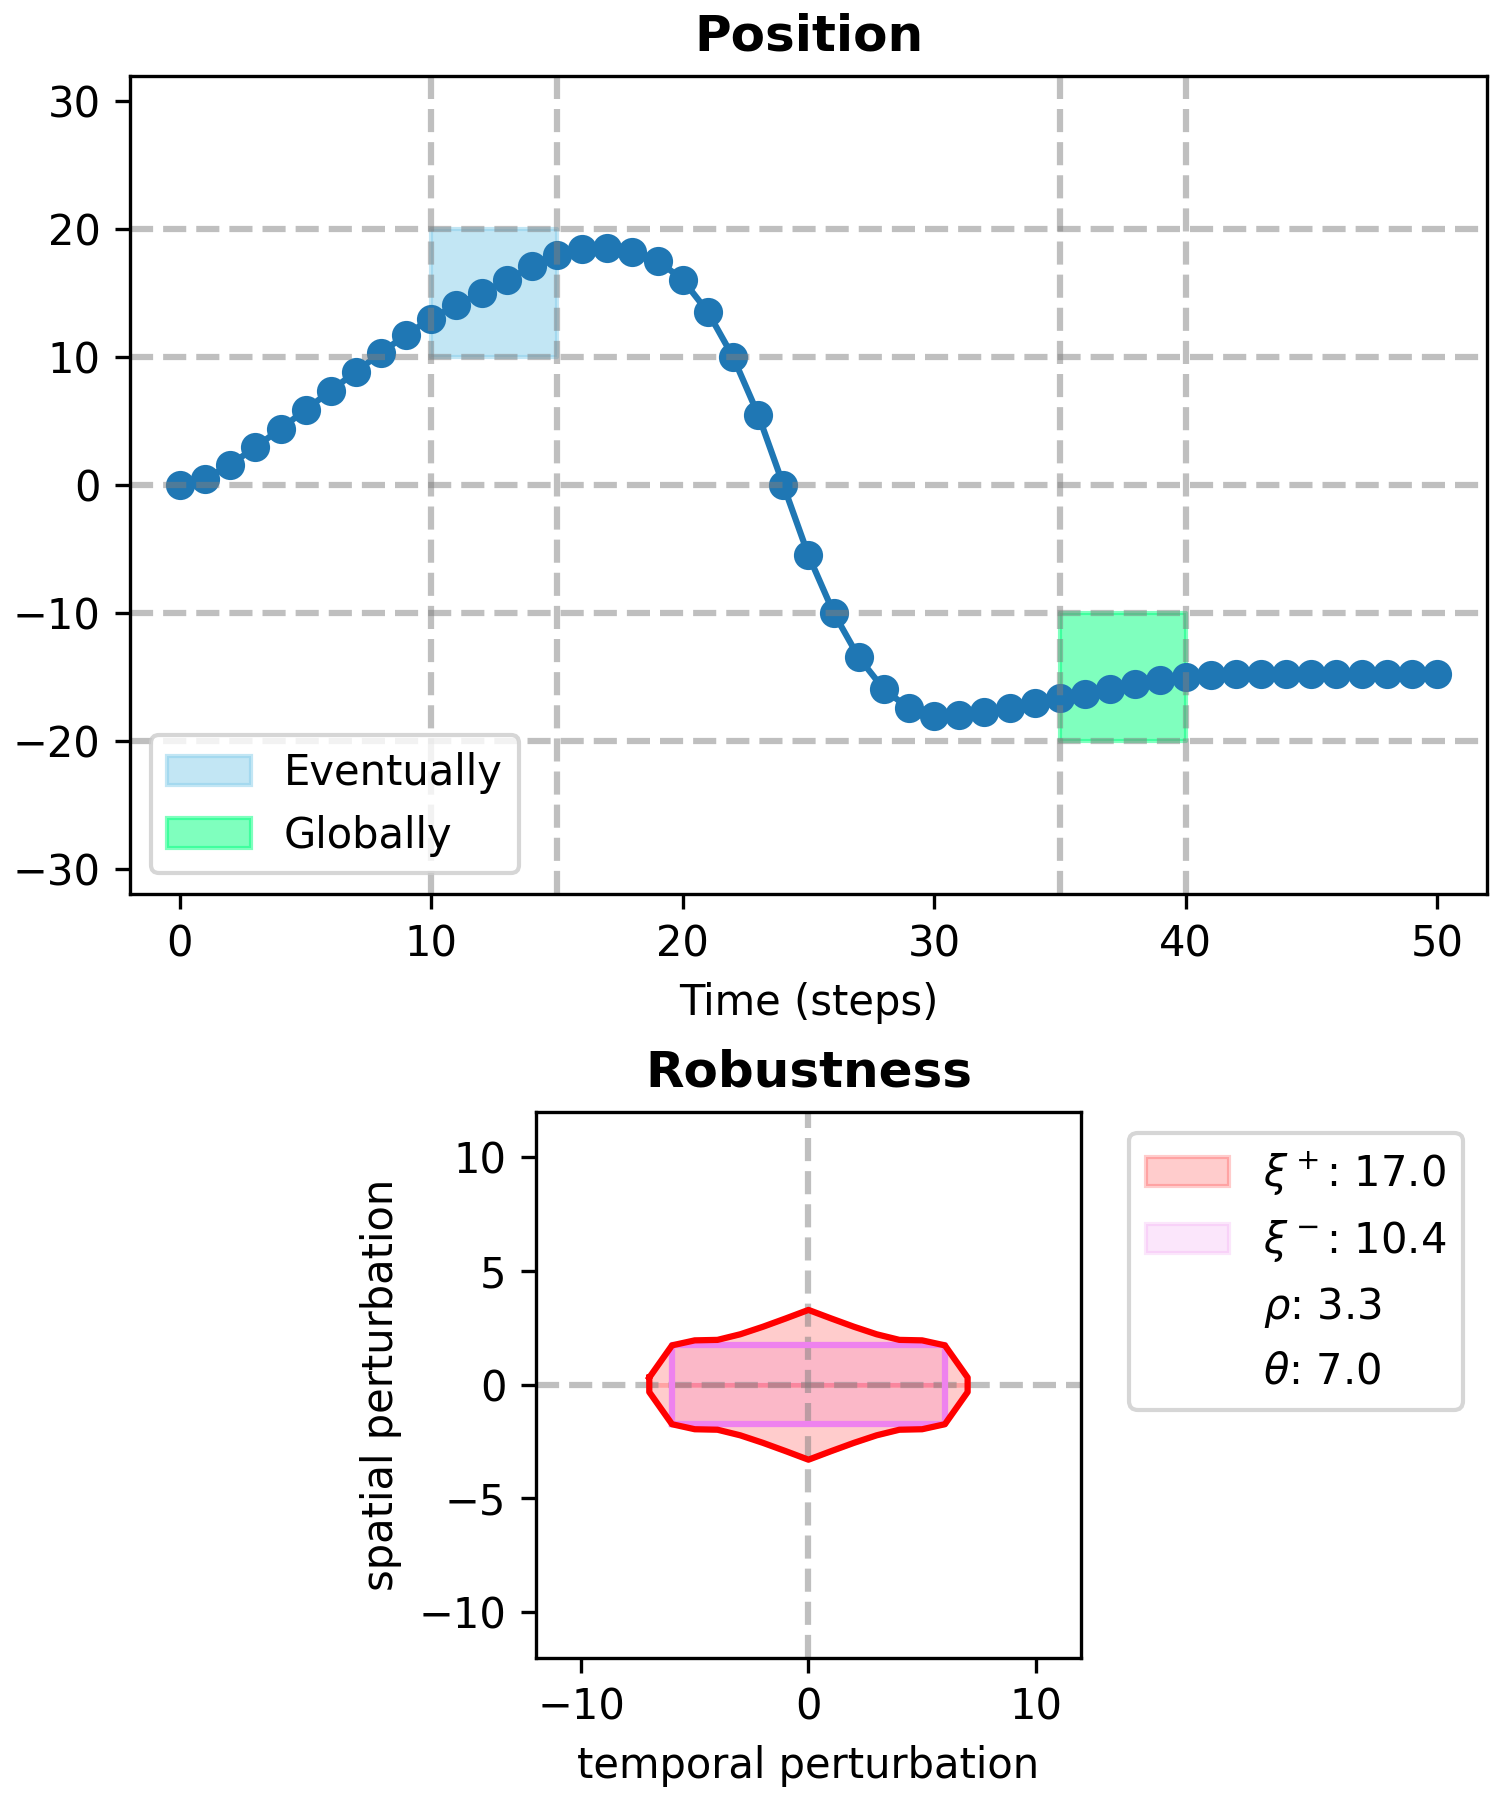 Position
30
20
10
0
−10
−20
−30
Eventually
Globally
0 10 20 30 40 50
Time (steps)
Robustness
10
5
0
−5
−10
spatial perturbation
ξ⁺: 17.0
ξ⁻: 10.4
ρ: 3.3
θ: 7.0
−10 0 10
temporal perturbation